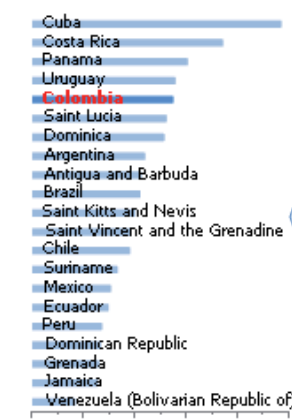 Cuba
Costa Rica
Panama
Uruguay
Colombia
Saint Lucia
Dominica
Argentina
Antigua and Barbuda
Brazil
Saint Kitts and Nevis
Saint Vincent and the Grenadine
Chile
Suriname
Mexico
Ecuador
Peru
Dominican Republic
Grenada
Jamaica
Venezuela (Bolivarian Republic of)